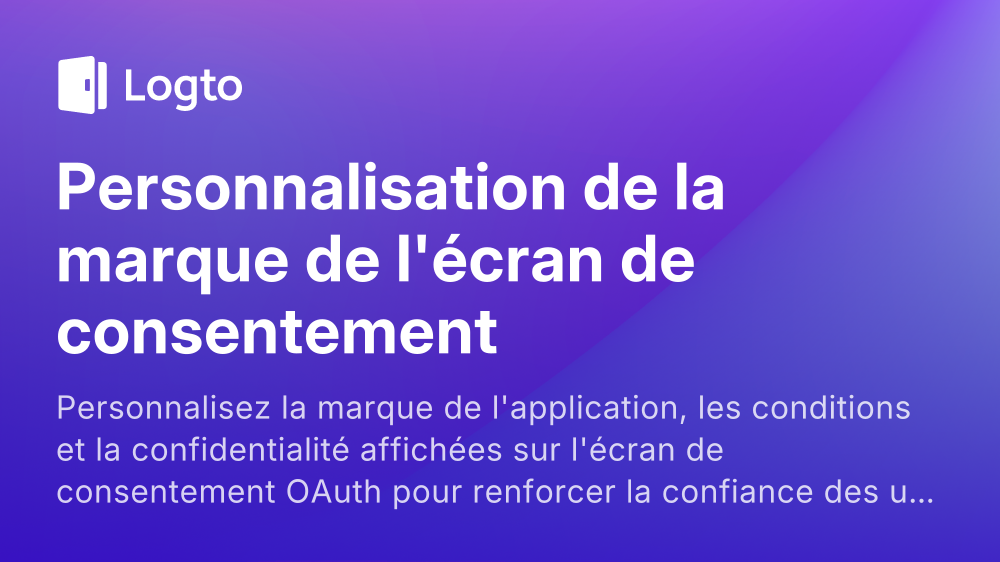 Logto
Personnalisation de la
marque de l'écran de
consentement
Personnalisez la marque de l'application, les conditions
et la confidentialité affichées sur l'écran de
consentement OAuth pour renforcer la confiance des u...